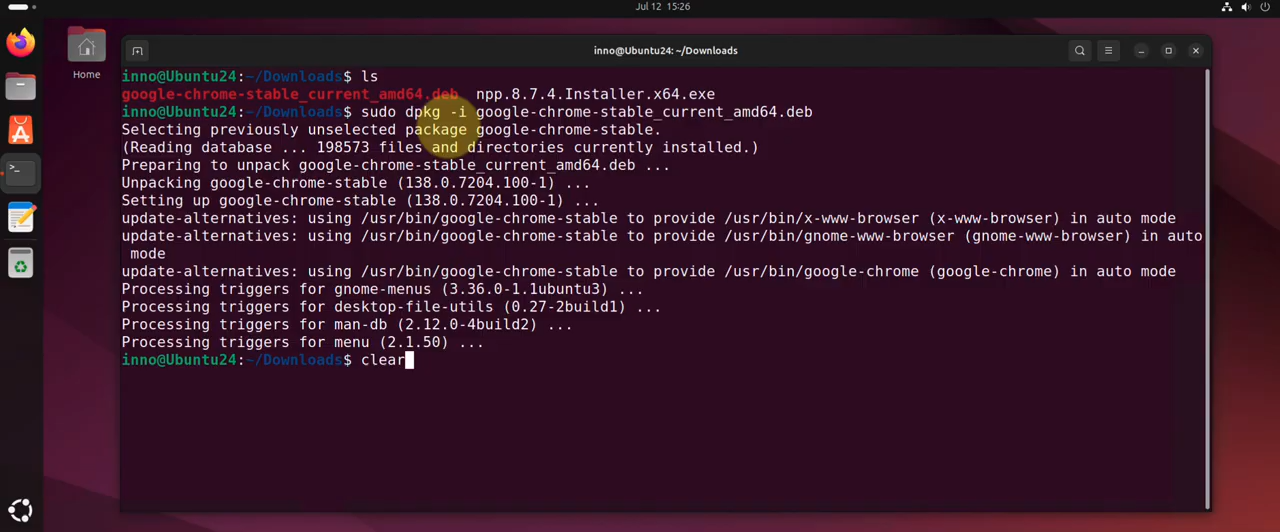 Jul 12 15:26
Home
inno@Ubuntu24: ~/Downloads
inno@Ubuntu24:~/Downloads$ ls
google-chrome-stable_current_amd64.deb  npp.8.7.4.Installer.x64.exe
inno@Ubuntu24:~/Downloads$ sudo dpkg -i google-chrome-stable_current_amd64.deb
Selecting previously unselected package google-chrome-stable.
(Reading database ... 198573 files and directories currently installed.)
Preparing to unpack google-chrome-stable_current_amd64.deb ...
Unpacking google-chrome-stable (138.0.7204.100-1) ...
Setting up google-chrome-stable (138.0.7204.100-1) ...
update-alternatives: using /usr/bin/google-chrome-stable to provide /usr/bin/x-www-browser (x-www-browser) in auto mode
update-alternatives: using /usr/bin/google-chrome-stable to provide /usr/bin/gnome-www-browser (gnome-www-browser) in auto
 mode
update-alternatives: using /usr/bin/google-chrome-stable to provide /usr/bin/google-chrome (google-chrome) in auto mode
Processing triggers for gnome-menus (3.36.0-1.1ubuntu3) ...
Processing triggers for desktop-file-utils (0.27-2build1) ...
Processing triggers for man-db (2.12.0-4build2) ...
Processing triggers for menu (2.1.50) ...
inno@Ubuntu24:~/Downloads$ clear